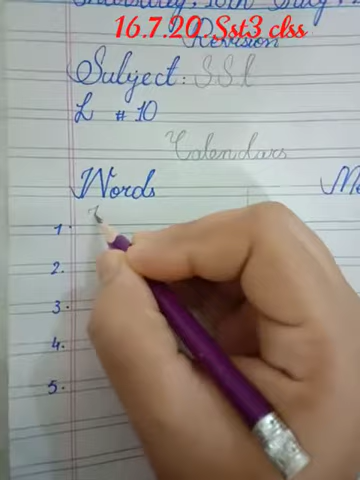 16.7.20 Sst3 clss
Revision
Subject: SSt
L # 10
Calendars
Words
1.
2.
3.
4.
5.